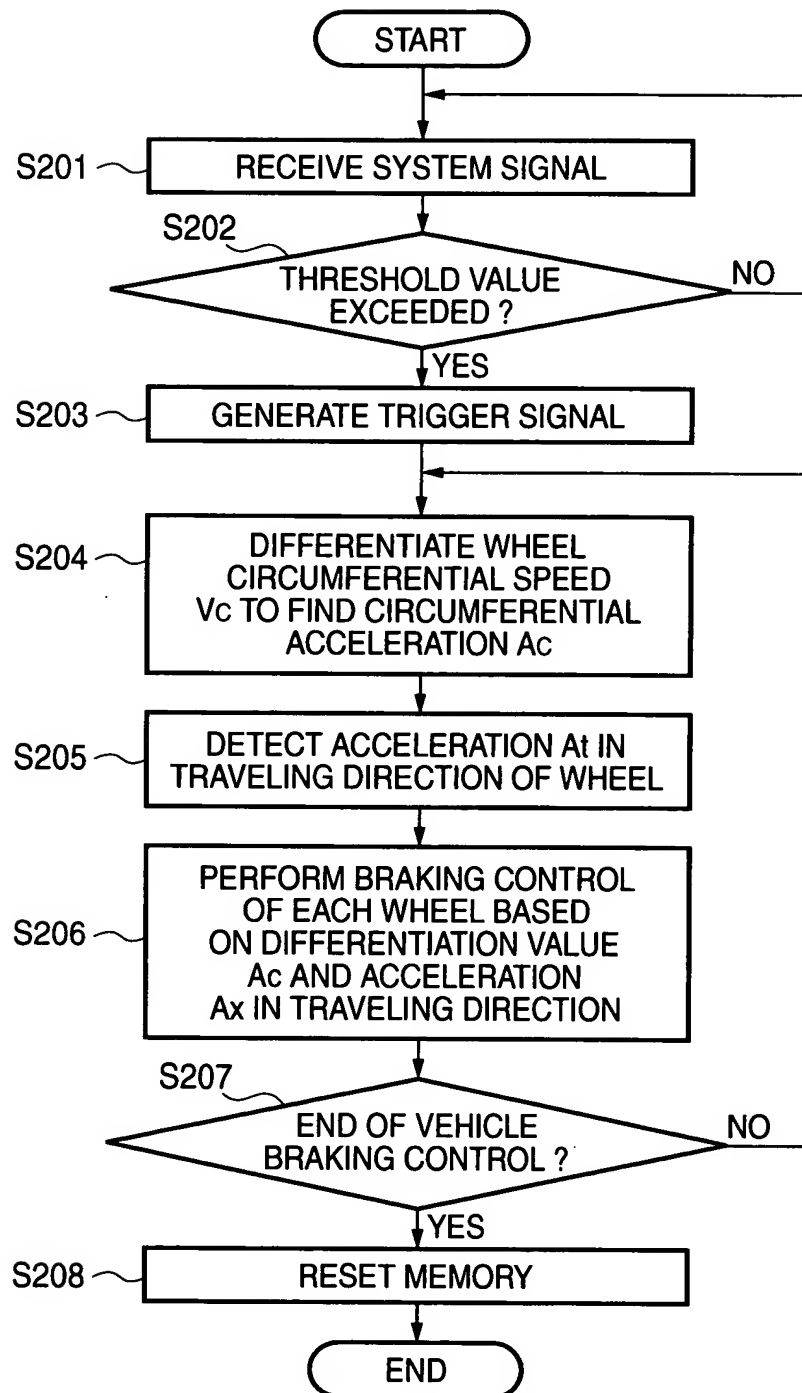 START
S201
RECEIVE SYSTEM SIGNAL
S202
THRESHOLD VALUE
EXCEEDED ?
NO
YES
S203
GENERATE TRIGGER SIGNAL
S204
DIFFERENTIATE WHEEL
CIRCUMFERENTIAL SPEED
Vc TO FIND CIRCUMFERENTIAL
ACCELERATION Ac
S205
DETECT ACCELERATION At IN
TRAVELING DIRECTION OF WHEEL
S206
PERFORM BRAKING CONTROL
OF EACH WHEEL BASED
ON DIFFERENTIATION VALUE
Ac AND ACCELERATION
Ax IN TRAVELING DIRECTION
S207
END OF VEHICLE
BRAKING CONTROL ?
NO
YES
S208
RESET MEMORY
END